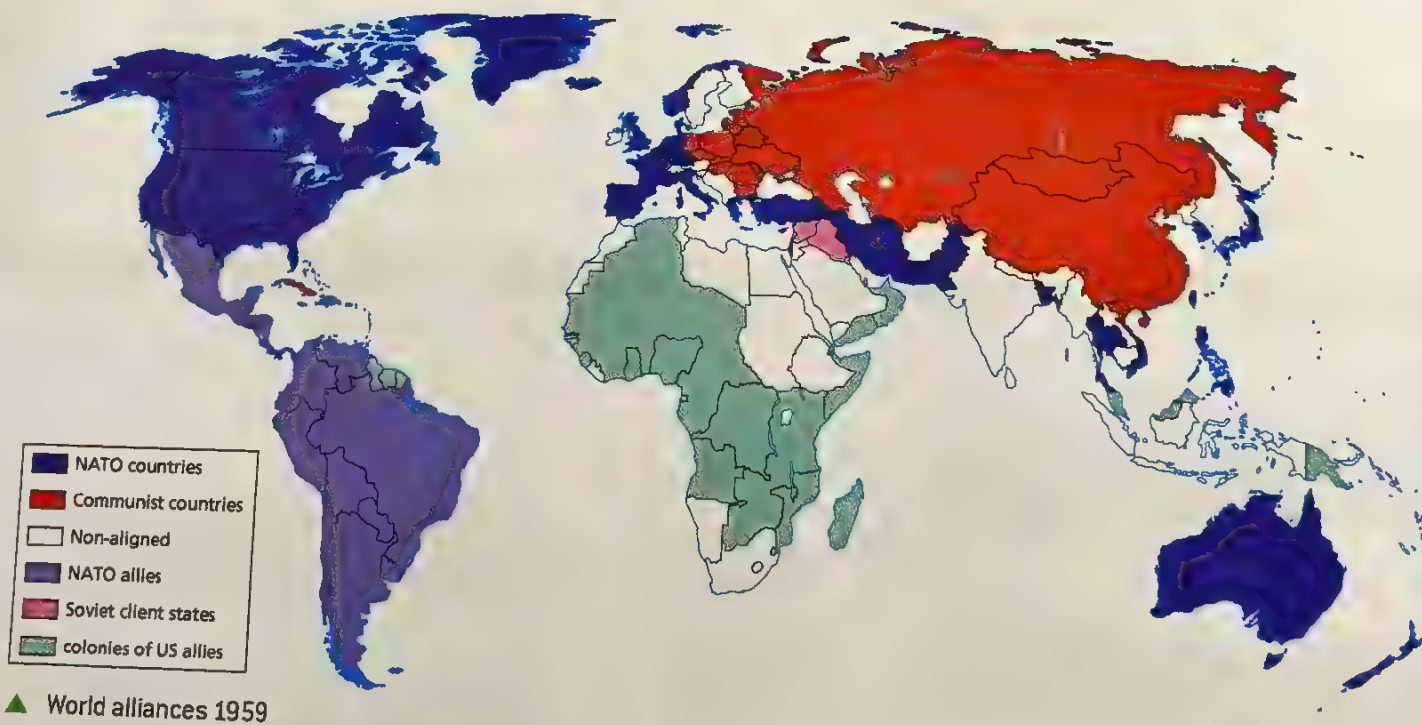 NATO countries
Communist countries
Non-aligned
NATO allies
Soviet client states
colonies of US allies
World alliances 1959